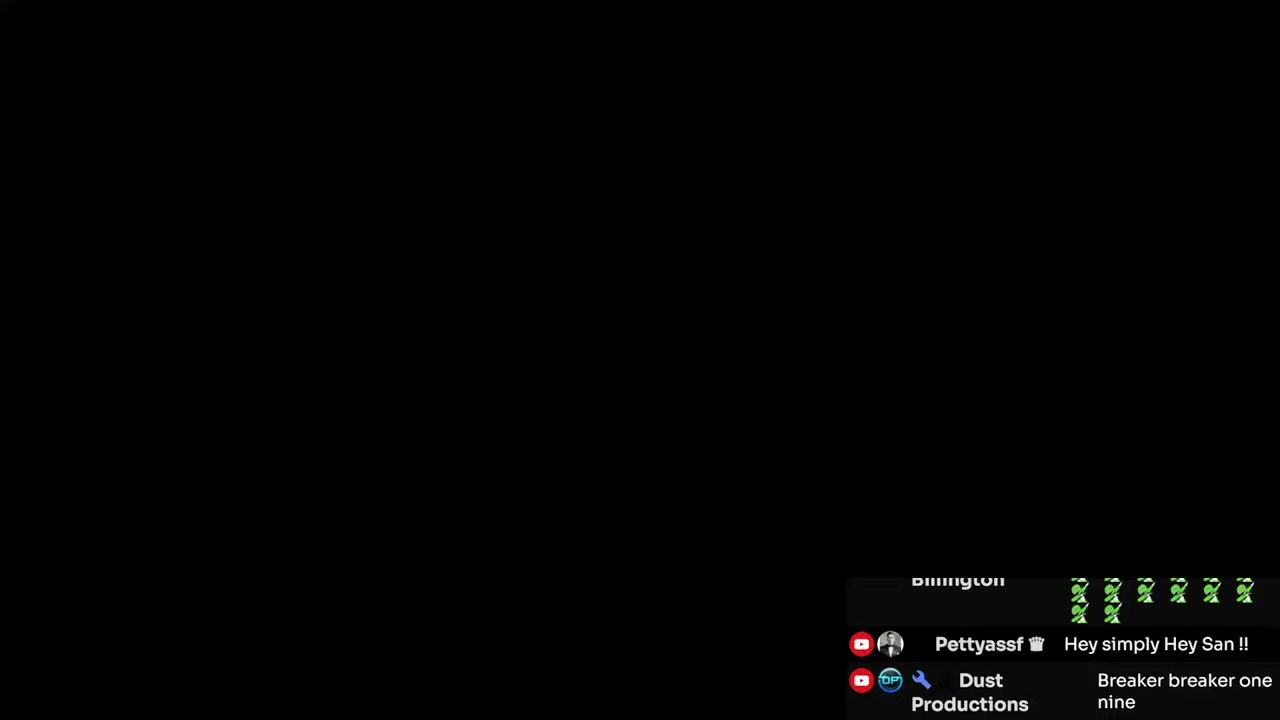 Billington
Pettyassf Hey simply Hey San !!
Dust Breaker breaker one
Productions nine